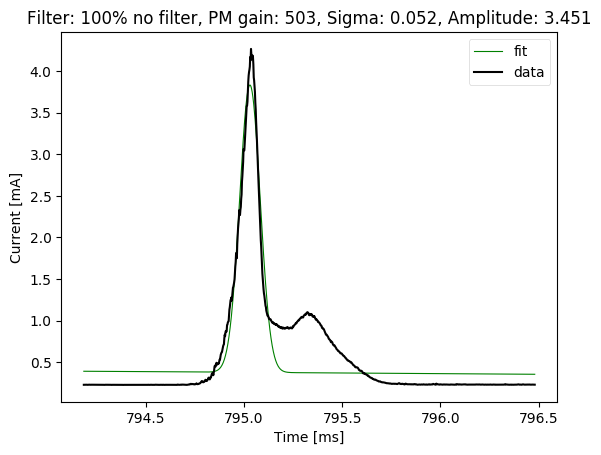 Filter: 100% no filter, PM gain: 503, Sigma: 0.052, Amplitude: 3.451
fit
data
4.0
3.5
3.0
2.5
2.0
1.5
1.0
0.5
Current [mA]
794.5 795.0 795.5 796.0 796.5
Time [ms]